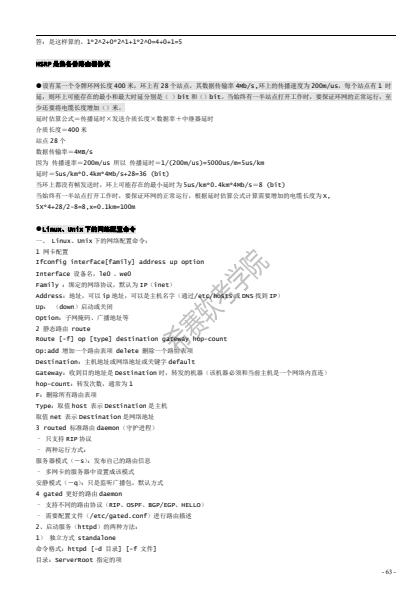 答：是这样算的，1*2^2+0*2^1+1*2^0=4+0+1=5
HSRP 是热备份路由器协议
●设有某一个令牌环网长度 400 米，环上有 28 个站点，其数据传输率 4Mb/s,环上的传播速度为 200m/us，每个站点有 1 时
延，则环上可能存在的最小和最大时延分别是（ ）bit 和（）bit。当始终有一半站点打开工作时，要保证环网的正常运行，至
少还要将电缆长度增加（）米。
延时估算公式＝传播延时×发送介质长度×数据率＋中继器延时
介质长度＝400 米
站点 28 个
数据传输率＝4MB/s
因为 传播速率＝200m/us 所以 传播延时＝1/(200m/us)=5000us/m=5us/km
延时＝5us/km*0.4km*4Mb/s+28=36 (bit)
当环上都没有帧发送时，环上可能存在的最小延时为 5us/km*0.4km*4Mb/s＝8 (bit)
当始终有一半站点打开工作时，要保证环网的正常运行，根据延时估算公式计算需要增加的电缆长度为 x，
5X*4+28/2-8=8,x=0.1km=100m
●Linux、Unix 下的网络配置命令
一、 Linux、Unix 下的网络配置命令：
1 网卡配置
Ifconfig interface[family] address up option
Interface 设备名，le0 、we0
Family ：绑定的网络协议，默认为 IP（inet）
Address：地址，可以 ip 地址，可以是主机名字（通过/etc/hosts 或 DNS 找到 IP）
Up： （down）启动或关闭
Option：子网掩码、广播地址等
2 静态路由 route
Route [-f] op [type] destination gateway hop-count
Op:add 增加一个路由表项 delete 删除一个路由表项
Destination：主机地址或网络地址或关键字 default
Gateway：收到目的地址是 Destination 时，转发的机器（该机器必须和当前主机是一个网络内直连）
hop-count：转发次数，通常为 1
F：删除所有路由表项
Type：取值 host 表示 Destination 是主机
取值 net 表示 Destination 是网络地址
3 routed 标准路由 daemon（守护进程）
– 只支持 RIP 协议
– 两种运行方式：
服务器模式（－s）：发布自己的路由信息
– 多网卡的服务器中设置成该模式
安静模式（－q）：只是监听广播包，默认方式
4 gated 更好的路由 daemon
– 支持不同的路由协议（RIP、OSPF、BGP/EGP、HELLO）
– 需要配置文件（/etc/gated.conf）进行路由描述
2．启动服务（httpd）的两种方法：
1） 独立方式 standalone
命令格式：httpd [-d 目录] [-f 文件]
目录：ServerRoot 指定的项
希赛软考学院
- 63 -